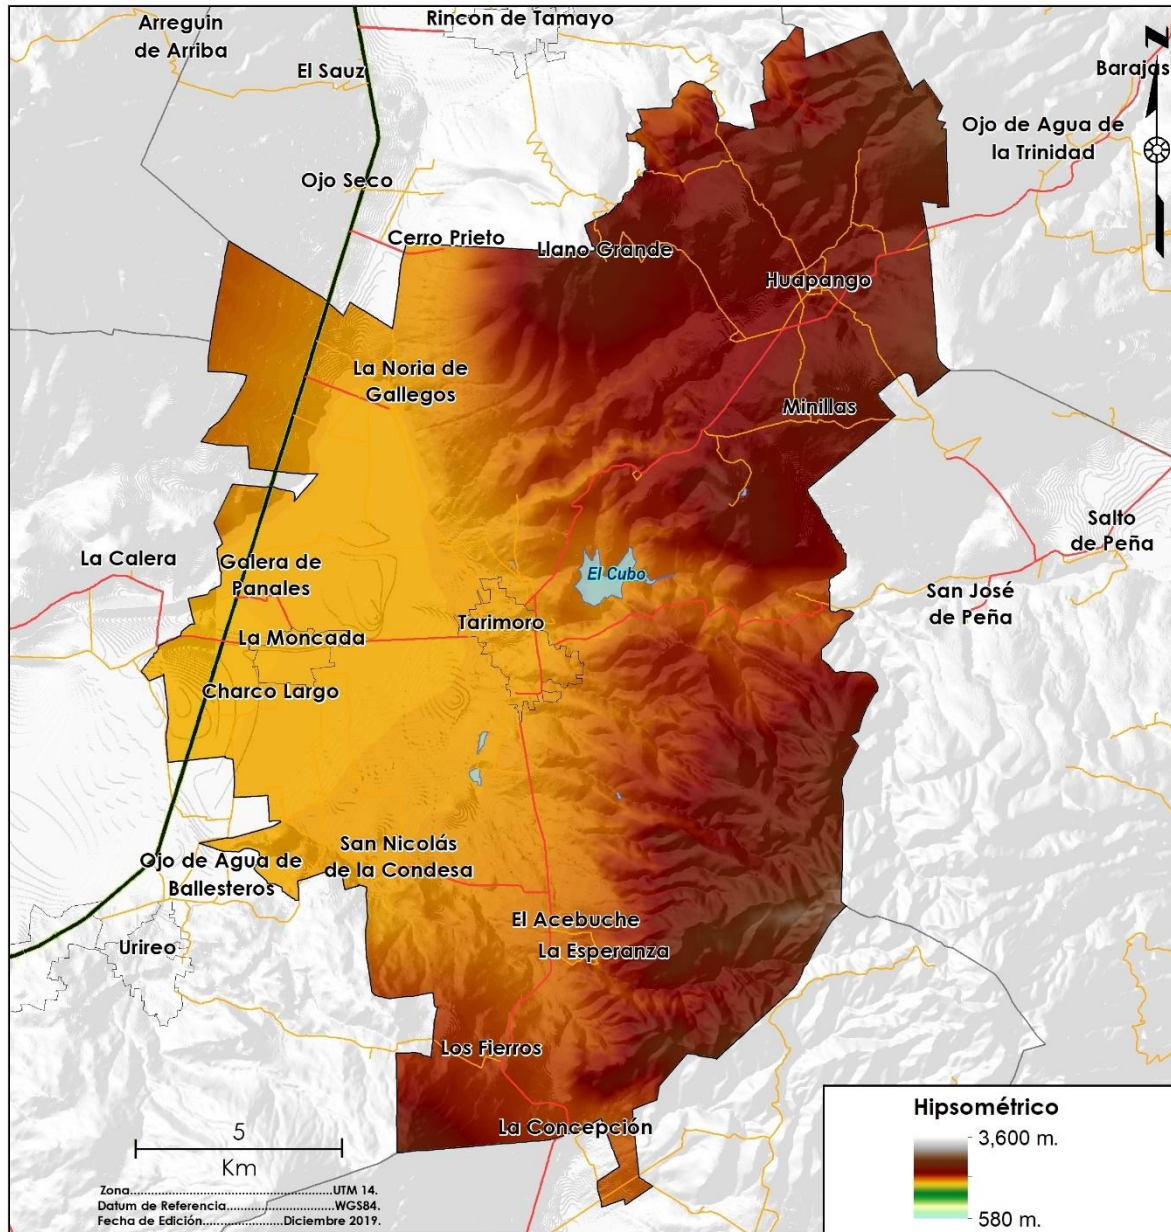 Rincon de Tamayo
Arreguin
de Arriba
El Sauz
Barajas
Ojo de Agua de
la Trinidad
Ojo Seco
Cerro Prieto
Llano Grande
Huapango
La Noria de
Gallegos
Minillas
Salto
de Peña
La Calera
Galera de
Panales
El Cubo
San José
de Peña
Tarimoro
La Moncada
Charco Largo
San Nicolás
de la Condesa
Ojo de Agua de
Ballesteros
El Acebuche
La Esperanza
Urireo
Los Fierros
La Concepción
N
5
Km
Zona..........................................UTM 14.
Datum de Referencia....................WGS84.
Fecha de Edición...............Diciembre 2019.
Hipsométrico
3,600 m.
580 m.